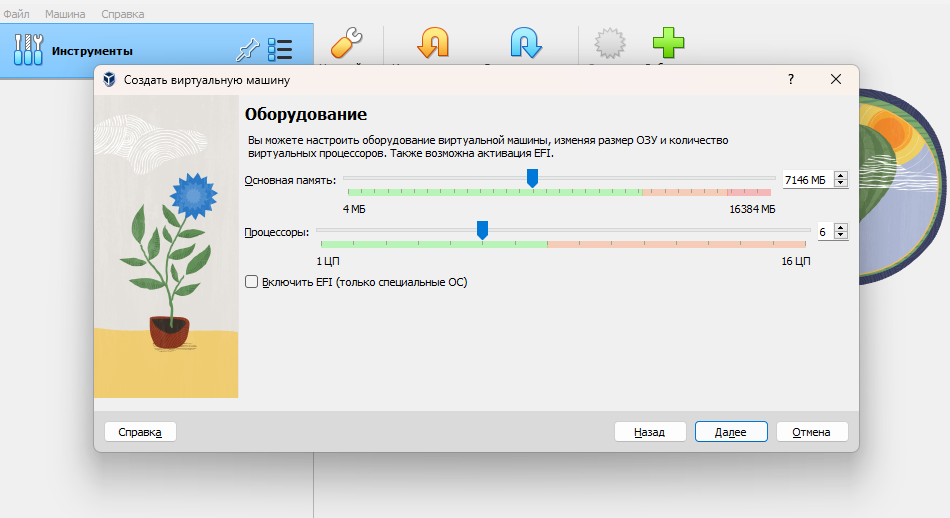 Файл Машина Справка
Инструменты
Создать виртуальную машину
?
Оборудование
Вы можете настроить оборудование виртуальной машины, изменяя размер ОЗУ и количество
виртуальных процессоров. Также возможна активация EFI.
Основная память: 7146 МБ
4 МБ 16384 МБ
Процессоры: 6
1 ЦП 16 ЦП
Включить EFI (только специальные ОС)
Справка Назад Далее Отмена